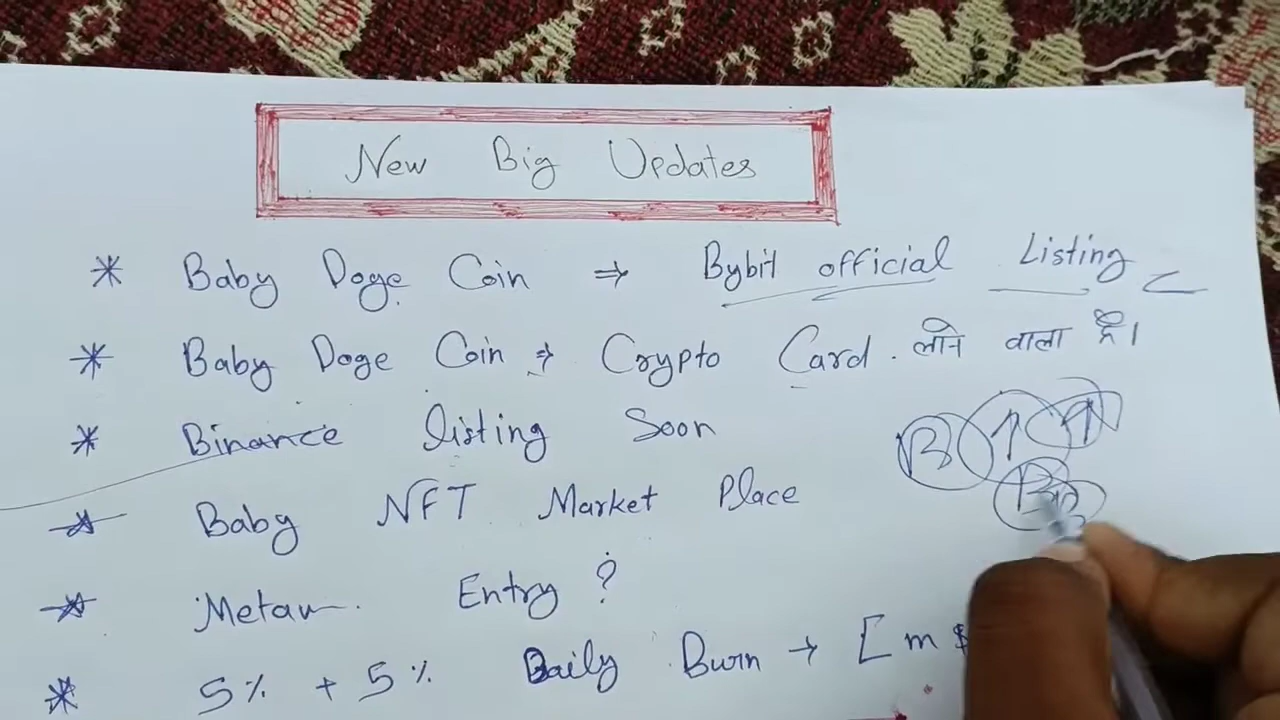 New Big Updates
* Baby Doge Coin ⇒ Bybit official Listing
* Baby Doge Coin ⇒ Crypto Card. लाने वाला है।
* Binance listing Soon
B ↑ ↑
* Baby NFT Market Place
B
* Metav. Entry ?
* 5% + 5% Daily Burn → [ m $